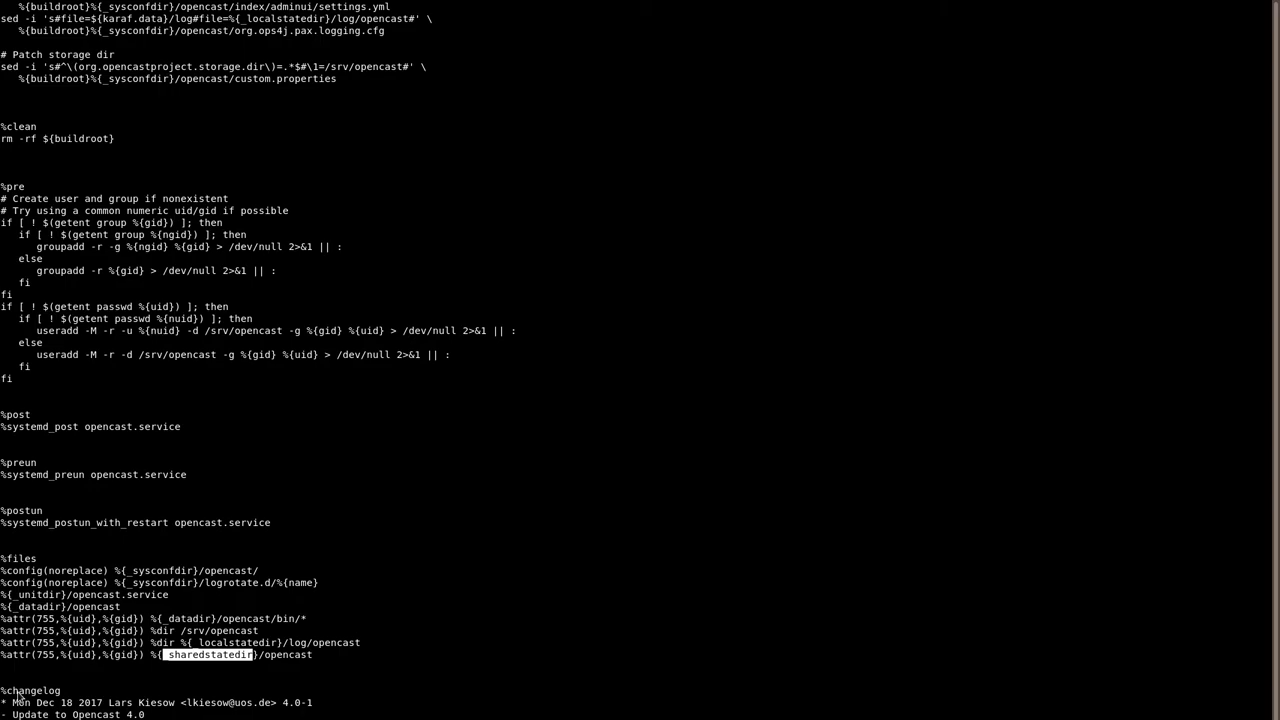 %{buildroot}%{_sysconfdir}/opencast/index/adminui/settings.yml
sed -i 's#file=${karaf.data}/log#file=%{_localstatedir}/log/opencast#' \
%{buildroot}%{_sysconfdir}/opencast/org.ops4j.pax.logging.cfg
# Patch storage dir
sed -i 's#^\(org.opencastproject.storage.dir\)=.*$#\1=/srv/opencast#' \
%{buildroot}%{_sysconfdir}/opencast/custom.properties
%clean
rm -rf ${buildroot}
%pre
# Create user and group if nonexistent
# Try using a common numeric uid/gid if possible
if [ ! $(getent group %{gid}) ]; then
if [ ! $(getent group %{ngid}) ]; then
groupadd -r -g %{ngid} %{gid} > /dev/null 2>&1 || :
else
groupadd -r %{gid} > /dev/null 2>&1 || :
fi
fi
if [ ! $(getent passwd %{uid}) ]; then
if [ ! $(getent passwd %{nuid}) ]; then
useradd -M -r -u %{nuid} -d /srv/opencast -g %{gid} %{uid} > /dev/null 2>&1 || :
else
useradd -M -r -d /srv/opencast -g %{gid} %{uid} > /dev/null 2>&1 || :
fi
fi
%post
%systemd_post opencast.service
%preun
%systemd_preun opencast.service
%postun
%systemd_postun_with_restart opencast.service
%files
%config(noreplace) %{_sysconfdir}/opencast/
%config(noreplace) %{_sysconfdir}/logrotate.d/%{name}
%{_unitdir}/opencast.service
%{_datadir}/opencast
%attr(755,%{uid},%{gid}) %{_datadir}/opencast/bin/*
%attr(755,%{uid},%{gid}) %dir /srv/opencast
%attr(755,%{uid},%{gid}) %dir %{_localstatedir}/log/opencast
%attr(755,%{uid},%{gid}) %{_sharedstatedir}/opencast
%changelog
* Mon Dec 18 2017 Lars Kiesow <lkiesow@uos.de> 4.0-1
- Update to Opencast 4.0